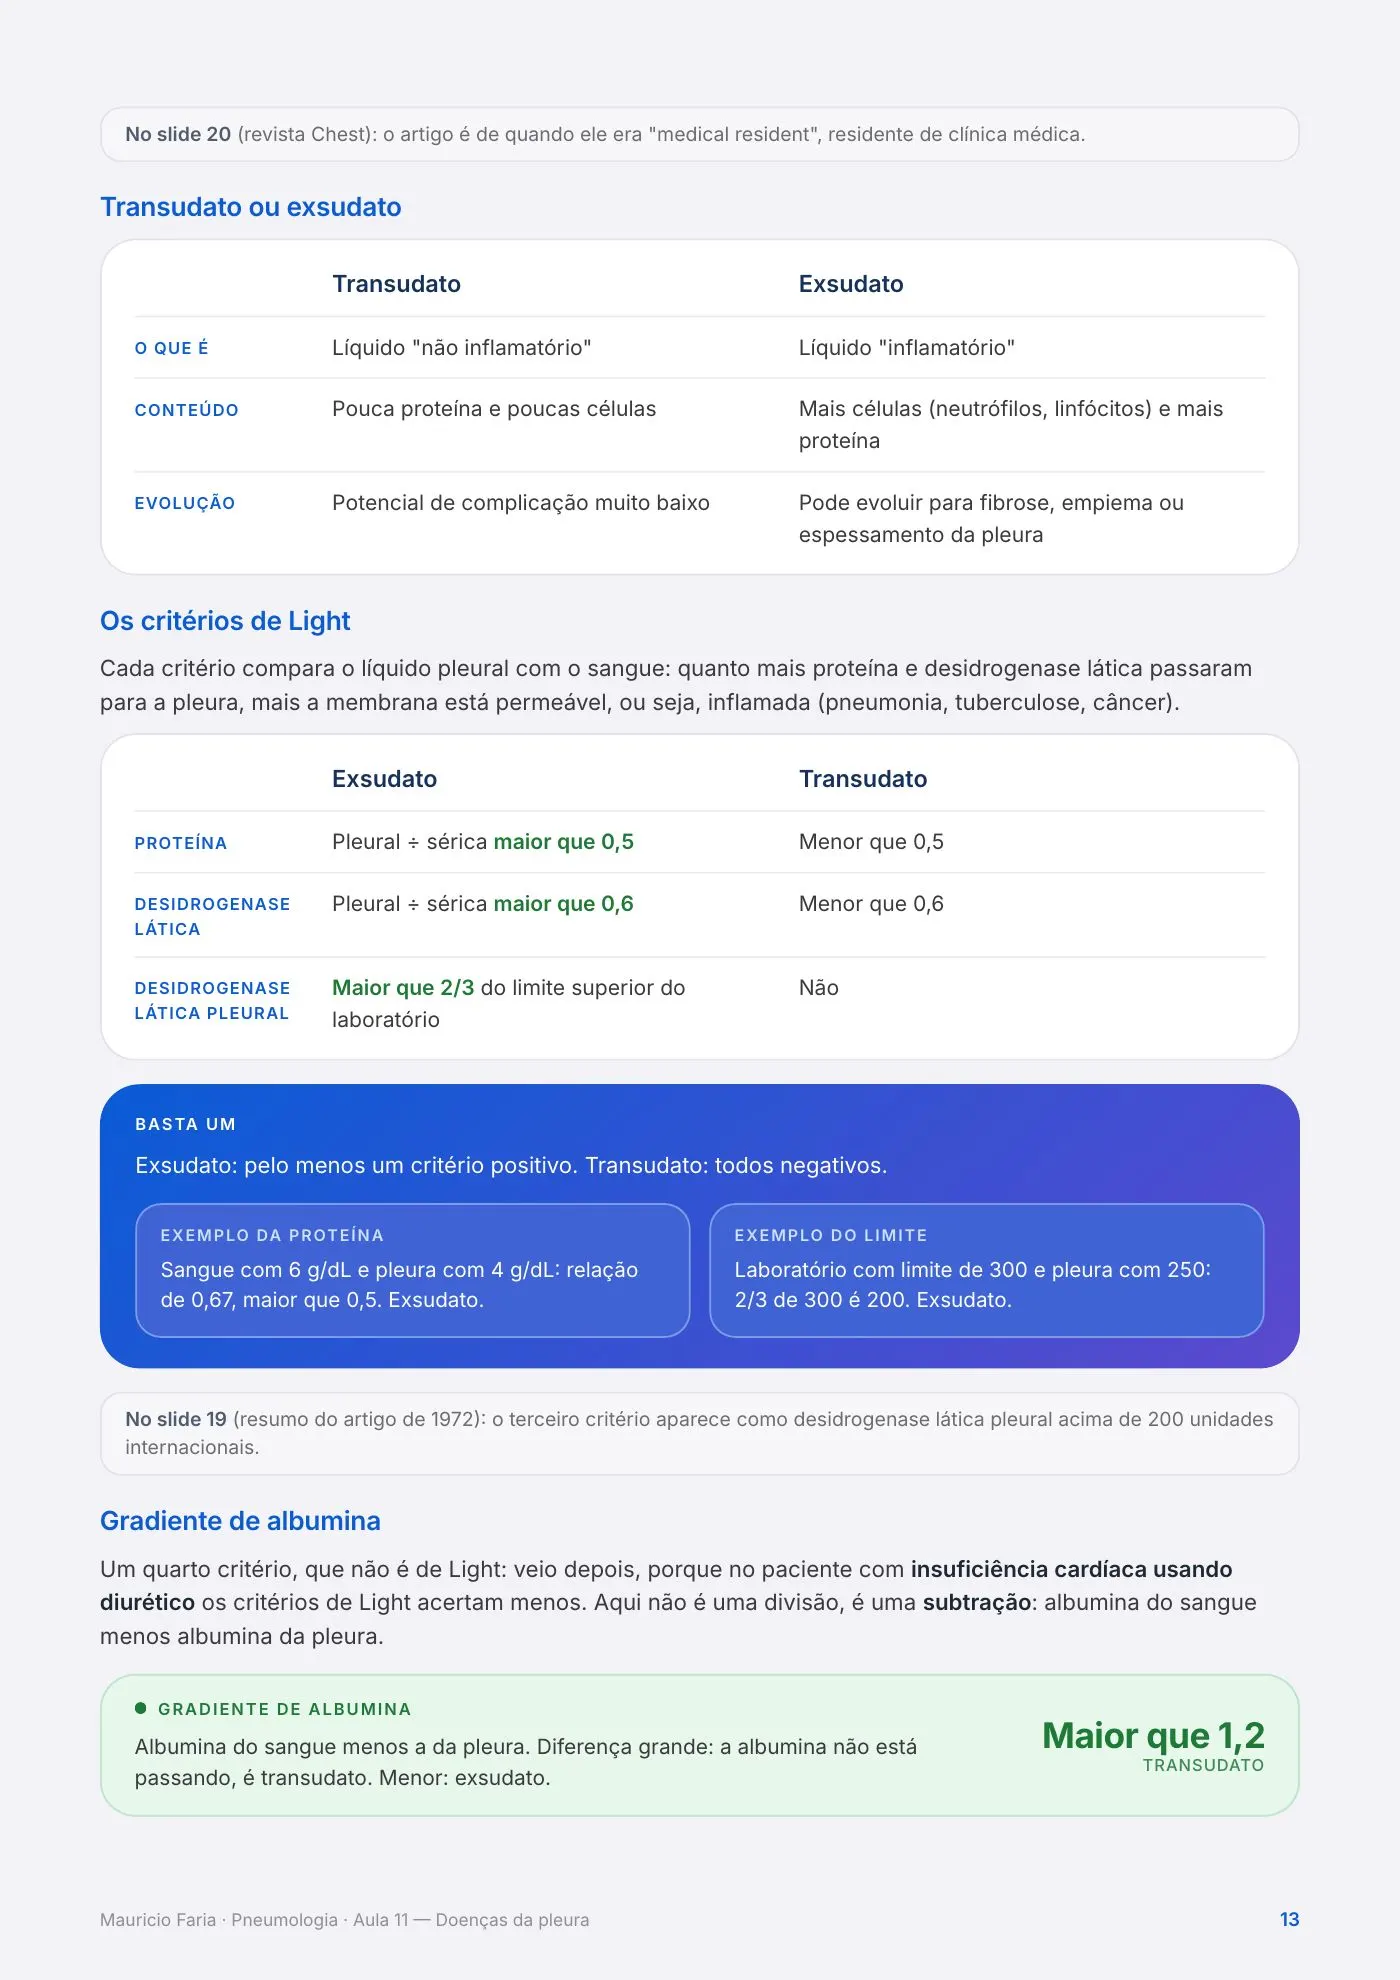 No slide 20 (revista Chest): o artigo é de quando ele era "medical resident", residente de clínica médica.
Transudato ou exsudato
Transudato Exsudato
O QUE É Líquido "não inflamatório" Líquido "inflamatório"
CONTEÚDO Pouca proteína e poucas células Mais células (neutrófilos, linfócitos) e mais
proteína
EVOLUÇÃO Potencial de complicação muito baixo Pode evoluir para fibrose, empiema ou
espessamento da pleura
Os critérios de Light
Cada critério compara o líquido pleural com o sangue: quanto mais proteína e desidrogenase lática passaram
para a pleura, mais a membrana está permeável, ou seja, inflamada (pneumonia, tuberculose, câncer).
Exsudato Transudato
PROTEÍNA Pleural ÷ sérica maior que 0,5 Menor que 0,5
DESIDROGENASE Pleural ÷ sérica maior que 0,6 Menor que 0,6
LÁTICA
DESIDROGENASE Maior que 2/3 do limite superior do Não
LÁTICA PLEURAL laboratório
BASTA UM
Exsudato: pelo menos um critério positivo. Transudato: todos negativos.
EXEMPLO DA PROTEÍNA
Sangue com 6 g/dL e pleura com 4 g/dL: relação
de 0,67, maior que 0,5. Exsudato.
EXEMPLO DO LIMITE
Laboratório com limite de 300 e pleura com 250:
2/3 de 300 é 200. Exsudato.
No slide 19 (resumo do artigo de 1972): o terceiro critério aparece como desidrogenase lática pleural acima de 200 unidades
internacionais.
Gradiente de albumina
Um quarto critério, que não é de Light: veio depois, porque no paciente com insuficiência cardíaca usando
diurético os critérios de Light acertam menos. Aqui não é uma divisão, é uma subtração: albumina do sangue
menos albumina da pleura.
GRADIENTE DE ALBUMINA
Albumina do sangue menos a da pleura. Diferença grande: a albumina não está
passando, é transudato. Menor: exsudato.
Maior que 1,2
TRANSUDATO
Mauricio Faria · Pneumologia · Aula 11 — Doenças da pleura 13